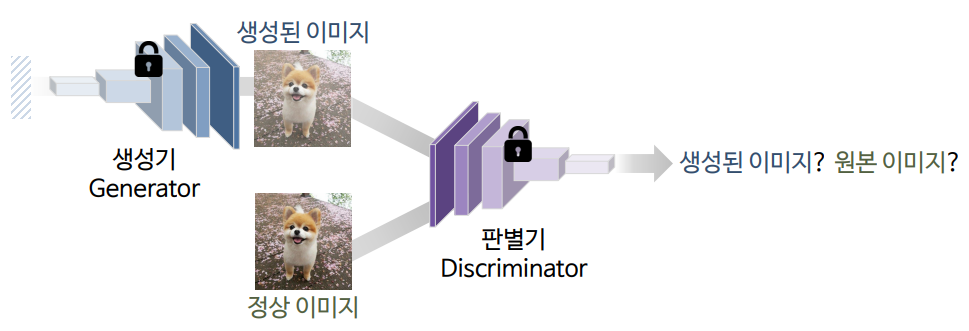 생성된 이미지
생성기
Generator
생성된 이미지? 원본 이미지?
판별기
Discriminator
정상 이미지